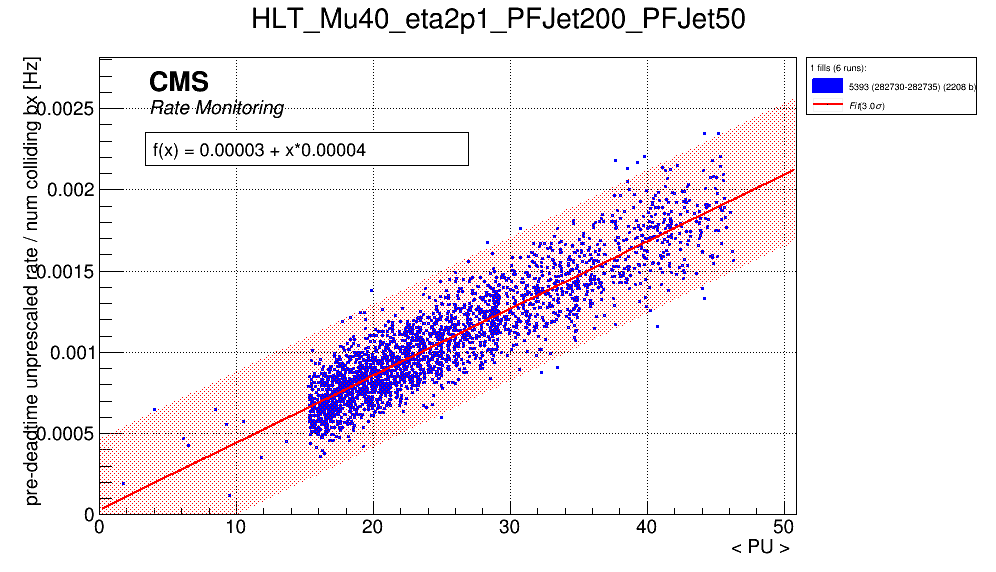 HLT_Mu40_eta2p1_PFJet200_PFJet50
pre-deadtime unprescaled rate / num colliding bx [Hz]
CMS
Rate Monitoring
f(x) = 0.00003 + x*0.00004
0.0025
0.002
0.0015
0.001
0.0005
0
0 10 20 30 40 50
< PU >
1 fills (6 runs):
5393 (282730-282735) (2208 b)
Fit(3.0σ)